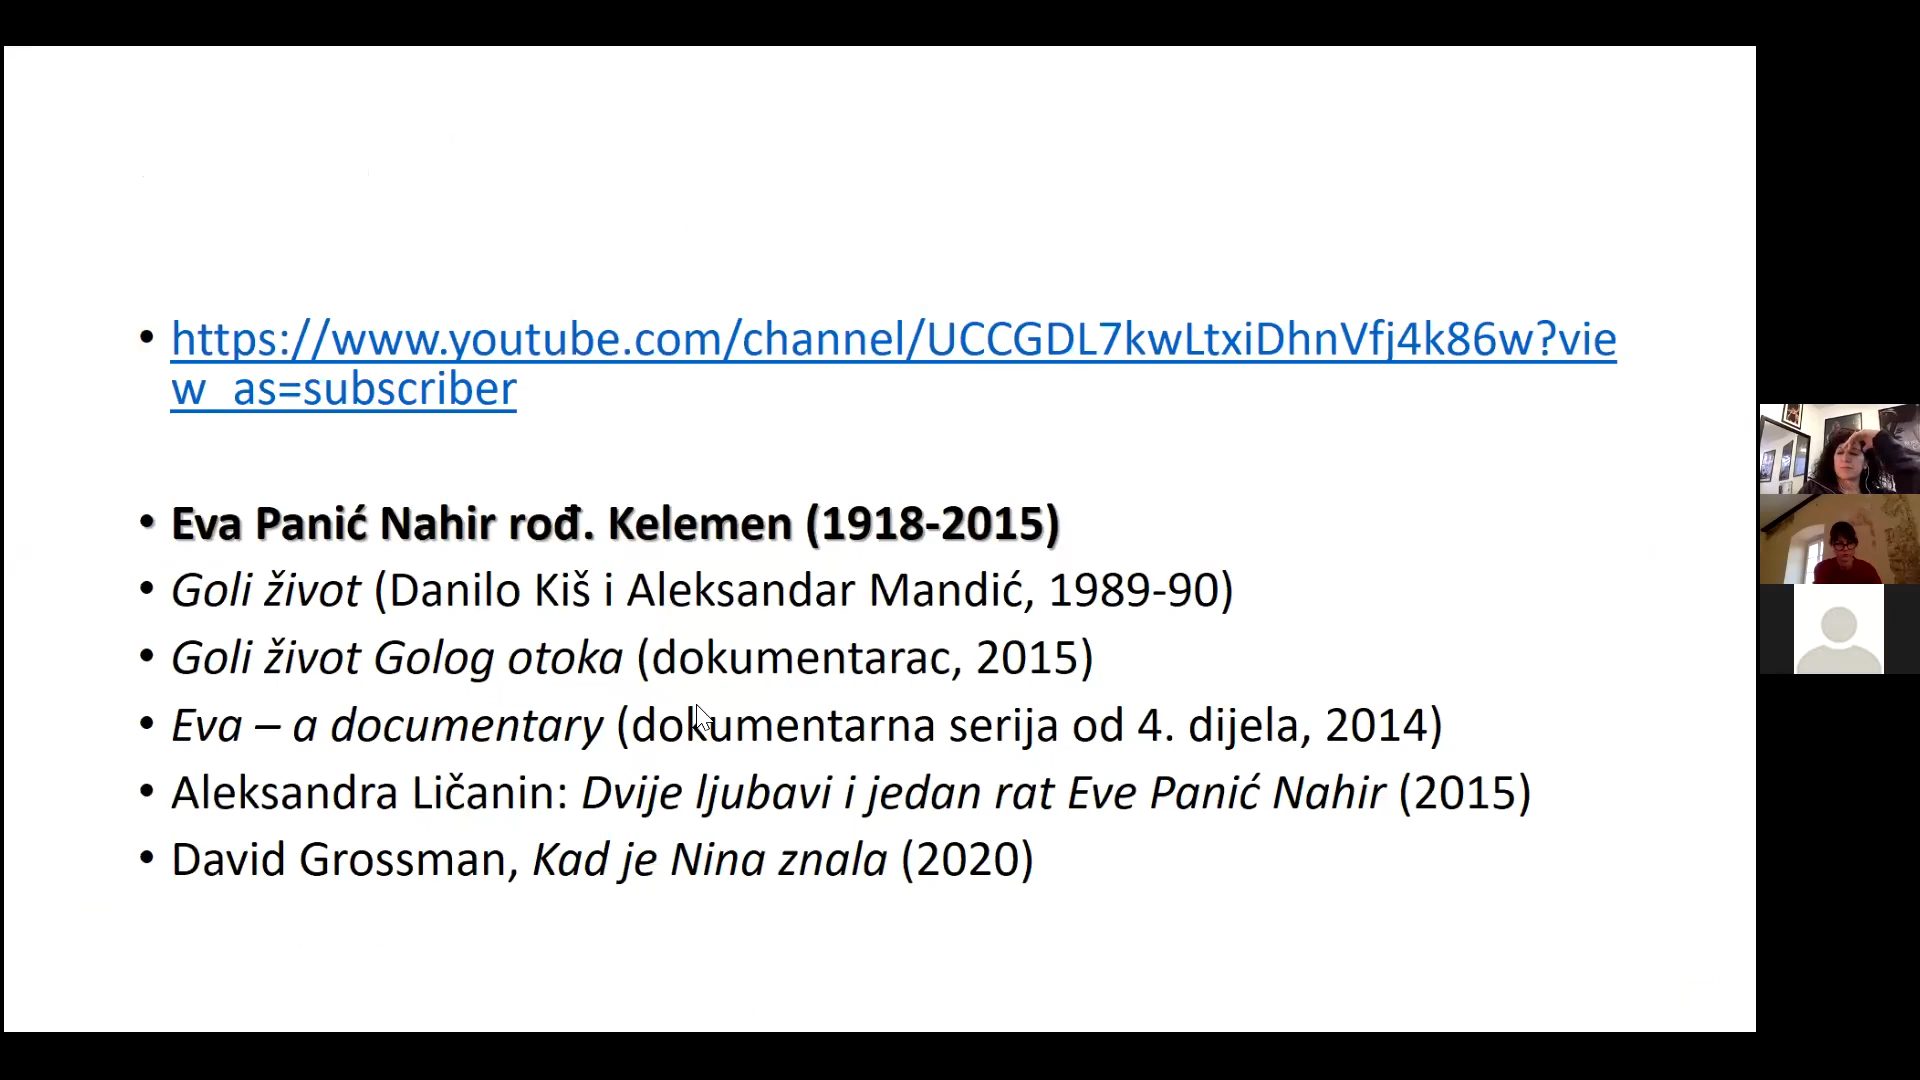 • https://www.youtube.com/channel/UCCGDL7kwLtxiDhnVfj4k86w?vie
w_as=subscriber
• Eva Panić Nahir rođ. Kelemen (1918-2015)
• Goli život (Danilo Kiš i Aleksandar Mandić, 1989-90)
• Goli život Golog otoka (dokumentarac, 2015)
• Eva – a documentary (dokumentarna serija od 4. dijela, 2014)
• Aleksandra Ličanin: Dvije ljubavi i jedan rat Eve Panić Nahir (2015)
• David Grossman, Kad je Nina znala (2020)